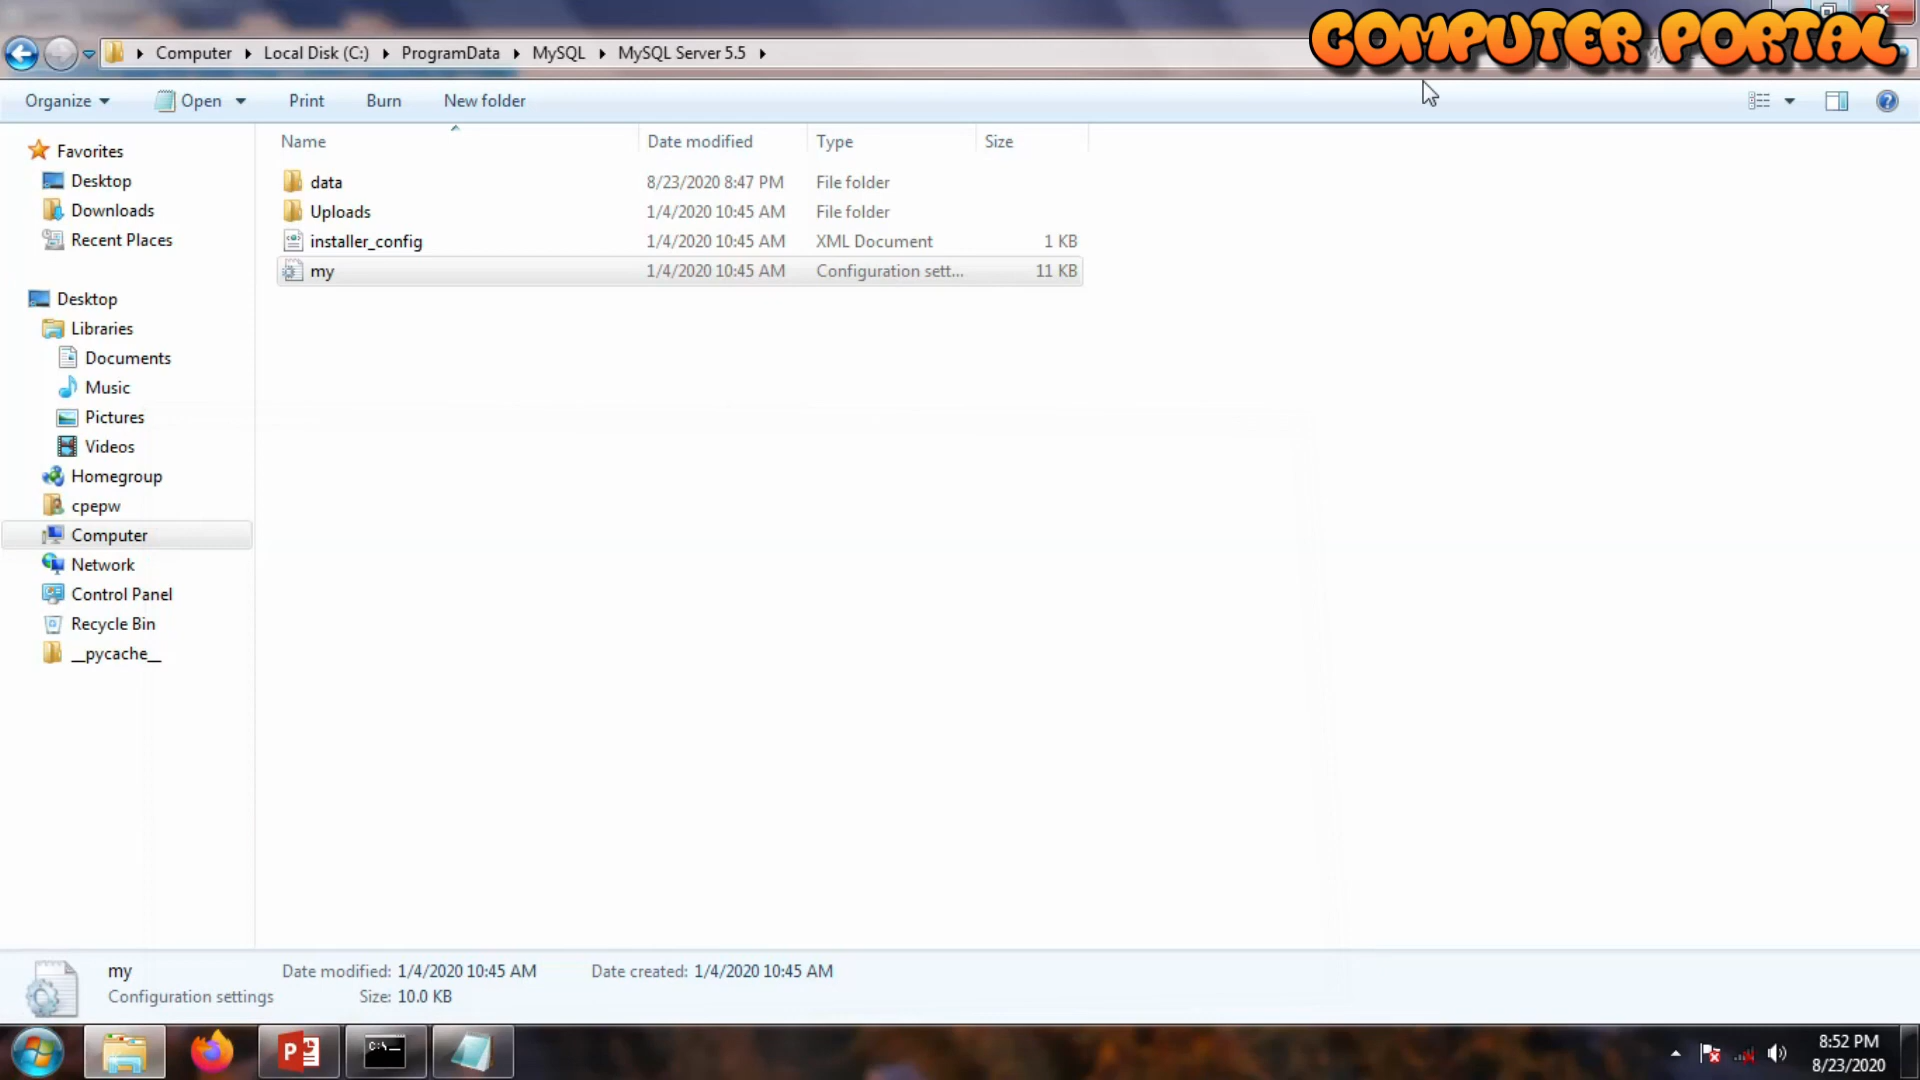 COMPUTER PORTAL
Computer Local Disk (C:) ProgramData MySQL MySQL Server 5.5
Organize Open Print Burn New folder
Name Date modified Type Size
data 8/23/2020 8:47 PM File folder
Uploads 1/4/2020 10:45 AM File folder
installer_config 1/4/2020 10:45 AM XML Document 1 KB
my 1/4/2020 10:45 AM Configuration sett... 11 KB
Favorites
Desktop
Downloads
Recent Places
Desktop
Libraries
Documents
Music
Pictures
Videos
Homegroup
cpepw
Computer
Network
Control Panel
Recycle Bin
__pycache__
my Date modified: 1/4/2020 10:45 AM Date created: 1/4/2020 10:45 AM
Configuration settings Size: 10.0 KB
8:52 PM
8/23/2020